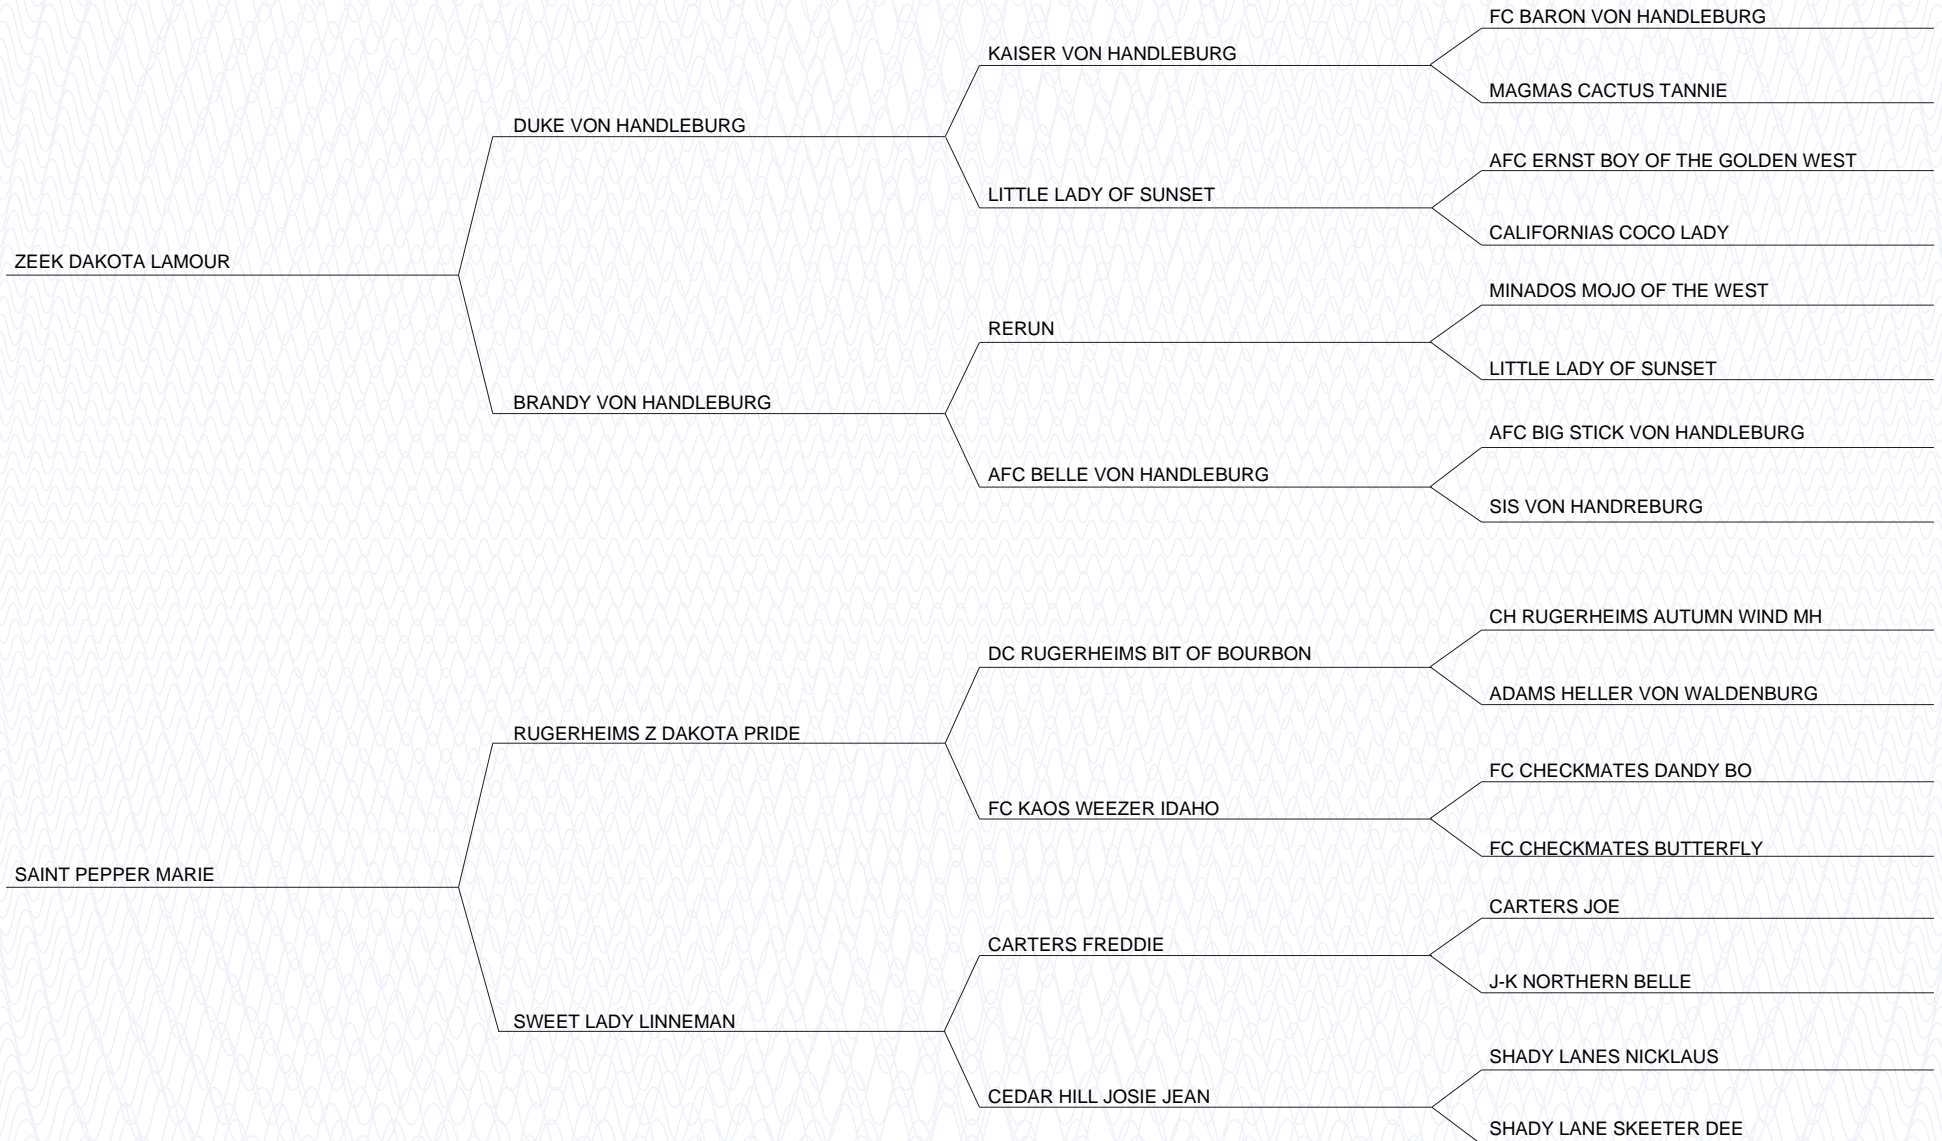 FC BARON VON HANDLEBURG
KAISER VON HANDLEBURG
MAGMAS CACTUS TANNIE
DUKE VON HANDLEBURG
AFC ERNST BOY OF THE GOLDEN WEST
LITTLE LADY OF SUNSET
CALIFORNIAS COCO LADY
ZEEK DAKOTA LAMOUR
MINADOS MOJO OF THE WEST
RERUN
LITTLE LADY OF SUNSET
BRANDY VON HANDLEBURG
AFC BIG STICK VON HANDLEBURG
AFC BELLE VON HANDLEBURG
SIS VON HANDREBURG
CH RUGERHEIMS AUTUMN WIND MH
DC RUGERHEIMS BIT OF BOURBON
ADAMS HELLER VON WALDENBURG
RUGERHEIMS Z DAKOTA PRIDE
FC CHECKMATES DANDY BO
FC KAOS WEEZER IDAHO
FC CHECKMATES BUTTERFLY
SAINT PEPPER MARIE
CARTERS JOE
CARTERS FREDDIE
J-K NORTHERN BELLE
SWEET LADY LINNEMAN
SHADY LANES NICKLAUS
CEDAR HILL JOSIE JEAN
SHADY LANE SKEETER DEE